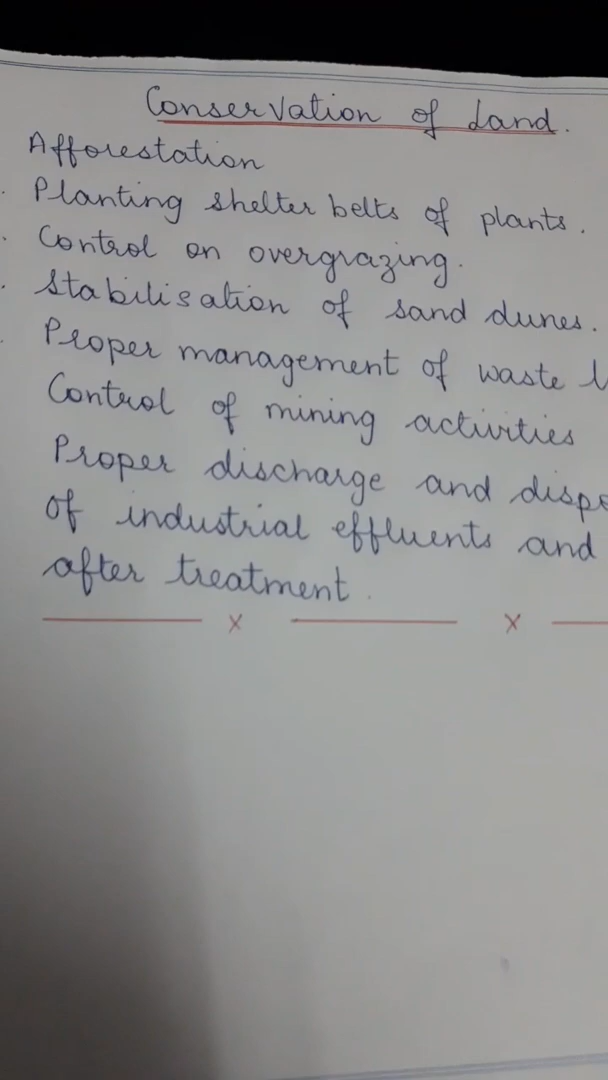 Conservation of Land.
Afforestation
Planting shelter belts of plants.
Control on overgrazing.
Stabilisation of sand dunes.
Proper management of waste
Control of mining activities
Proper discharge and
of industrial effluents and
after treatment.
x x